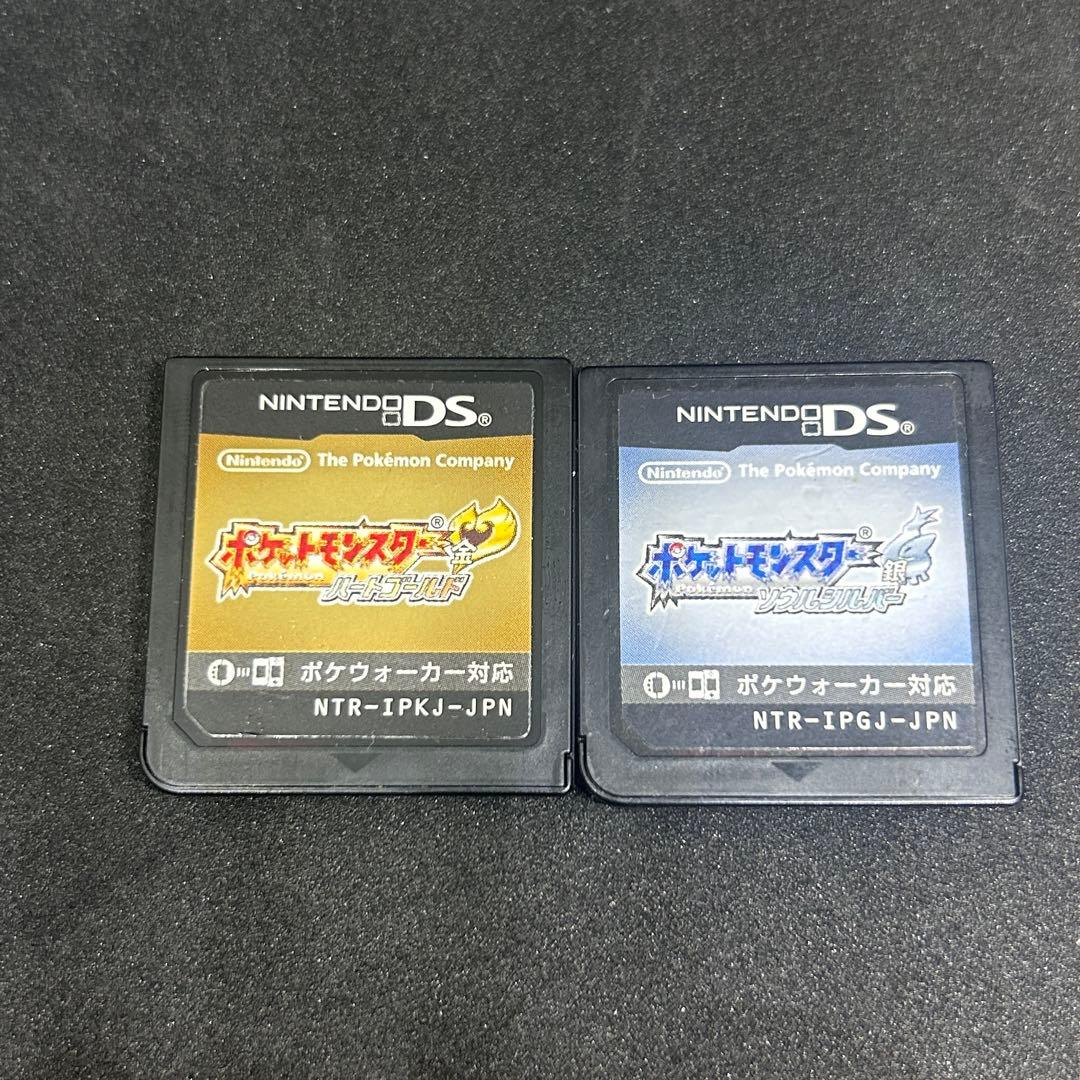 NINTENDO DS®
Nintendo® The Pokémon Company
ポケットモンスター®
POKéMON
金
ハートゴールド
ポケウォーカー対応
NTR-IPKJ-JPN
NINTENDO DS®
Nintendo® The Pokémon Company
ポケットモンスター®
POKéMON
銀
ソウルシルバー
ポケウォーカー対応
NTR-IPGJ-JPN